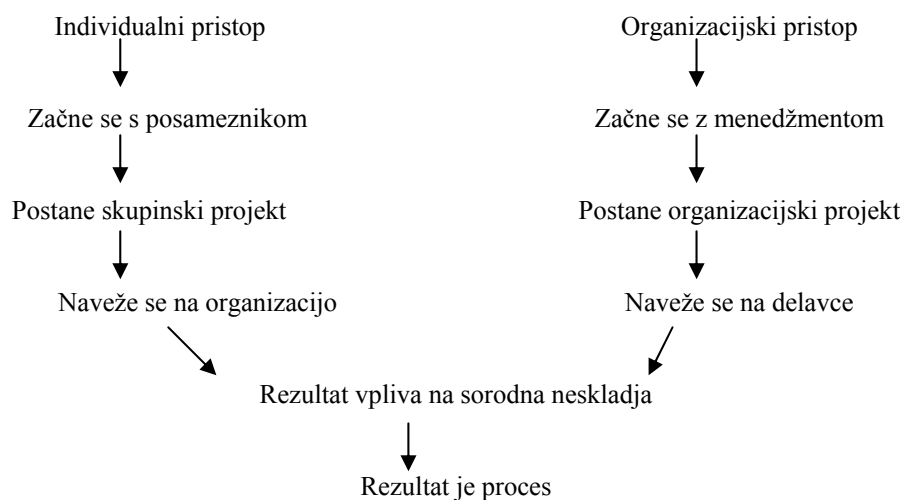 Individualni pristop
Organizacijski pristop
Začne se s posameznikom
Začne se z menedžmentom
Postane skupinski projekt
Postane organizacijski projekt
Naveže se na organizacijo
Naveže se na delavce
Rezultat vpliva na sorodna neskladja
Rezultat je proces